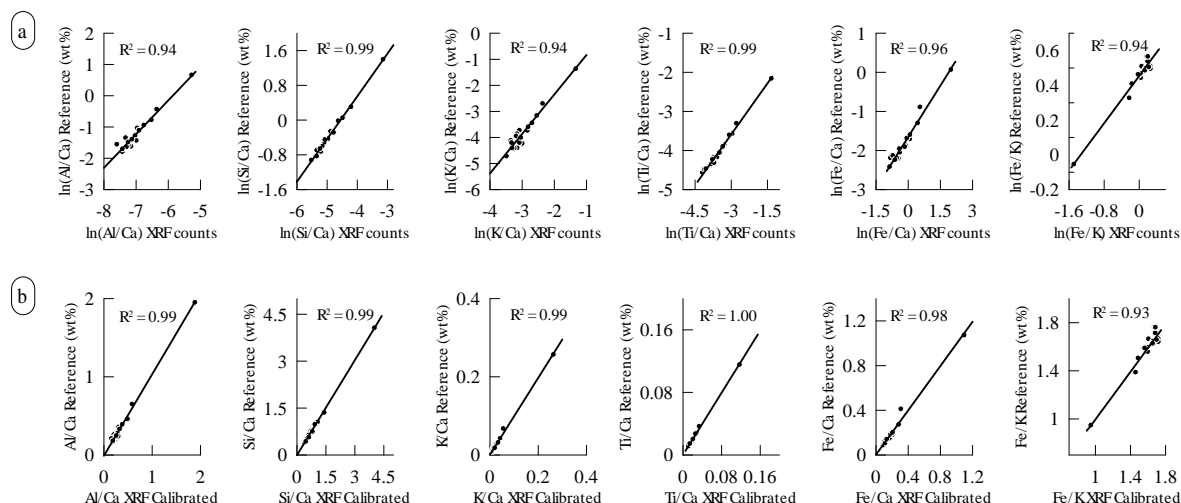 a
R² = 0.94
ln(Al/Ca) Reference (wt%)
2
1
0
-1
-2
-3
-8
-7
-6
-5
ln(Al/Ca) XRF counts
R² = 0.99
ln(Si/Ca) Reference (wt%)
1.6
0.8
0
-0.8
-1.6
-6
-5
-4
-3
ln(Si/Ca) XRF counts
R² = 0.94
ln(K/Ca) Reference (wt%)
0
-1
-2
-3
-4
-5
-6
-4
-3
-2
-1
ln(K/Ca) XRF counts
R² = 0.99
ln(Ti/Ca) Reference (wt%)
-1
-2
-3
-4
-5
-4.5
-3
-1.5
ln(Ti/Ca) XRF counts
R² = 0.96
ln(Fe/Ca) Reference (wt%)
1
0
-1
-2
-3
-1.5
0
1.5
3
ln(Fe/Ca) XRF counts
R² = 0.94
ln(Fe/K) Reference (wt%)
0.6
0.4
0.2
0
-0.2
-1.6
-0.8
0
ln(Fe/K) XRF counts
b
R² = 0.99
Al/Ca Reference (wt%)
2
1
0
0
1
2
Al/Ca XRF Calibrated
R² = 0.99
Si/Ca Reference (wt%)
4.5
3
1.5
0
0
1.5
3
4.5
Si/Ca XRF Calibrated
R² = 0.99
K/Ca Reference (wt%)
0.4
0.2
0
0
0.2
0.4
K/Ca XRF Calibrated
R² = 1.00
Ti/Ca Reference (wt%)
0.16
0.08
0
0
0.08
0.16
Ti/Ca XRF Calibrated
R² = 0.98
Fe/Ca Reference (wt%)
1.2
0.8
0.4
0
0
0.4
0.8
1.2
Fe/Ca XRF Calibrated
R² = 0.93
Fe/K Reference (wt%)
1.8
1.6
1.4
1.2
1
1
1.2
1.4
1.6
1.8
Fe/K XRF Calibrated